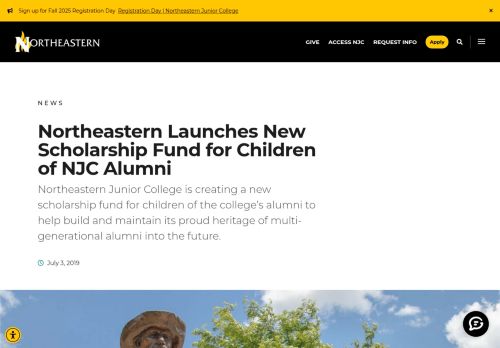 Sign up for Fall 2025 Registration Day Registration Day | Northeastern Junior College ×
NORTHEASTERN
GIVE ACCESS NJC REQUEST INFO Apply
NEWS
Northeastern Launches New
Scholarship Fund for Children
of NJC Alumni
Northeastern Junior College is creating a new
scholarship fund for children of the college's alumni to
help build and maintain its proud heritage of multi-
generational alumni into the future.
July 3, 2019